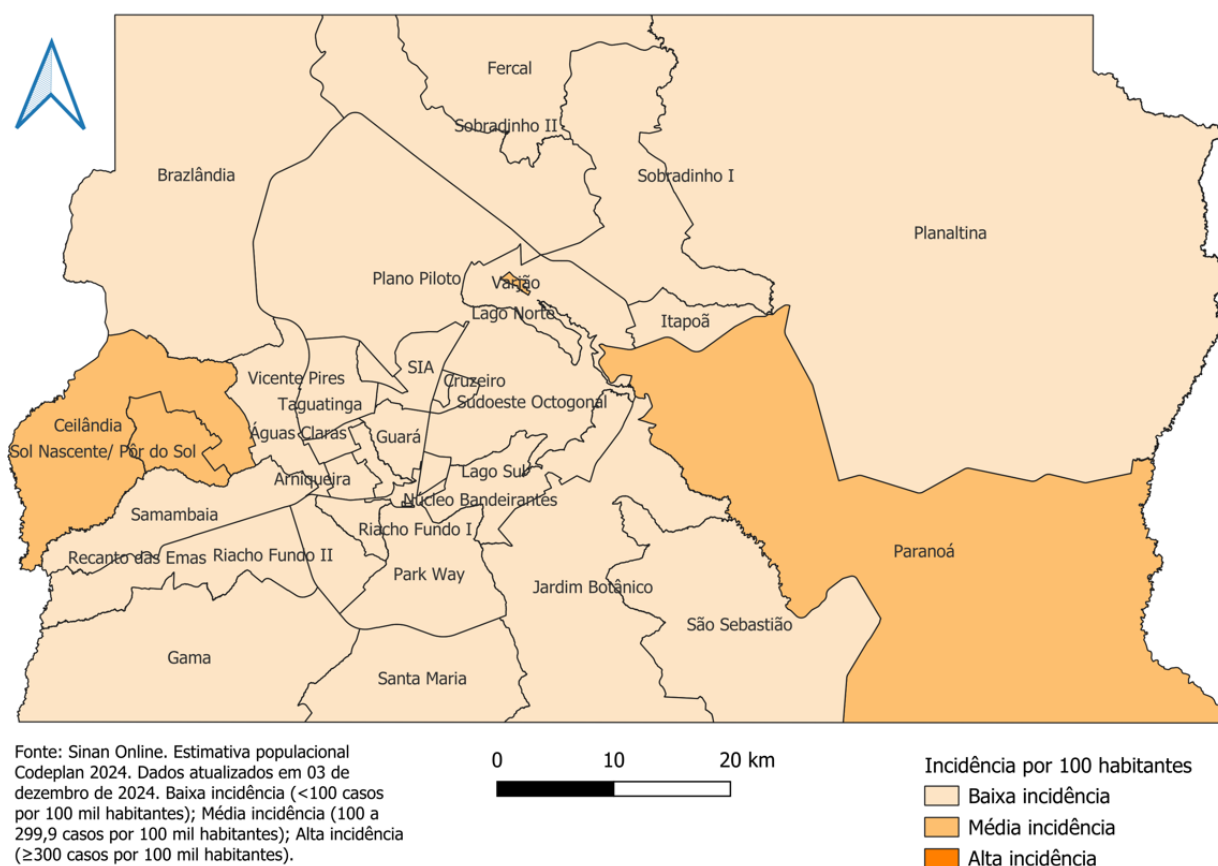 Fercal
Sobradinho II
Brazlândia
Sobradinho I
Planaltina
Plano Piloto
Varjão
Lago Norte
Itapoã
SIA
Vicente Pires
Cruzeiro
Taguatinga
Sudoeste Octogonal
Ceilândia
Águas Claras
Guará
Sol Nascente/ Pôr do Sol
Lago Sul
Arniqueira
Núcleo Bandeirantes
Samambaia
Riacho Fundo I
Recanto das Emas
Riacho Fundo II
Paranoá
Park Way
Jardim Botânico
São Sebastião
Gama
Santa Maria
Fonte: Sinan Online. Estimativa populacional
Codeplan 2024. Dados atualizados em 03 de
dezembro de 2024. Baixa incidência (<100 casos
por 100 mil habitantes); Média incidência (100 a
299,9 casos por 100 mil habitantes); Alta incidência
(≥300 casos por 100 mil habitantes).
0 10 20 km
Incidência por 100 habitantes
Baixa incidência
Média incidência
Alta incidência